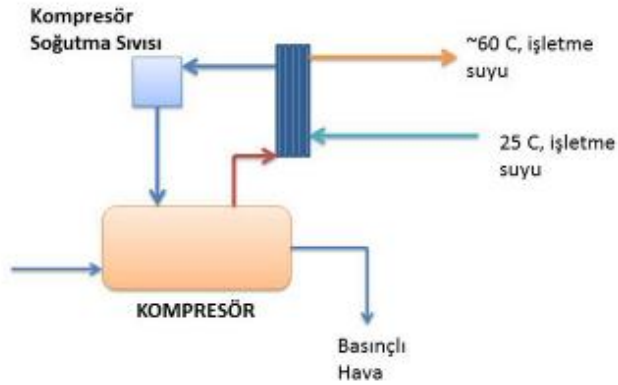 Kompresör
Soğutma Sıvısı
~60 C, işletme
suyu
25 C, işletme
suyu
KOMPRESÖR
Basınçlı
Hava